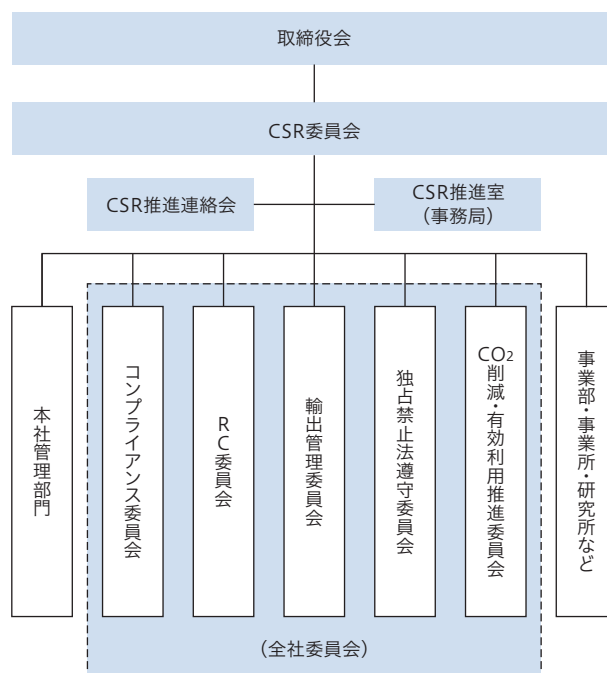 取締役会
CSR委員会
CSR推進連絡会
CSR推進室
(事務局)
本社管理部門
コンプライアンス委員会
RC委員会
輸出管理委員会
独占禁止法遵守委員会
CO2削減・有効利用推進委員会
事業部・事業所・研究所など
(全社委員会)